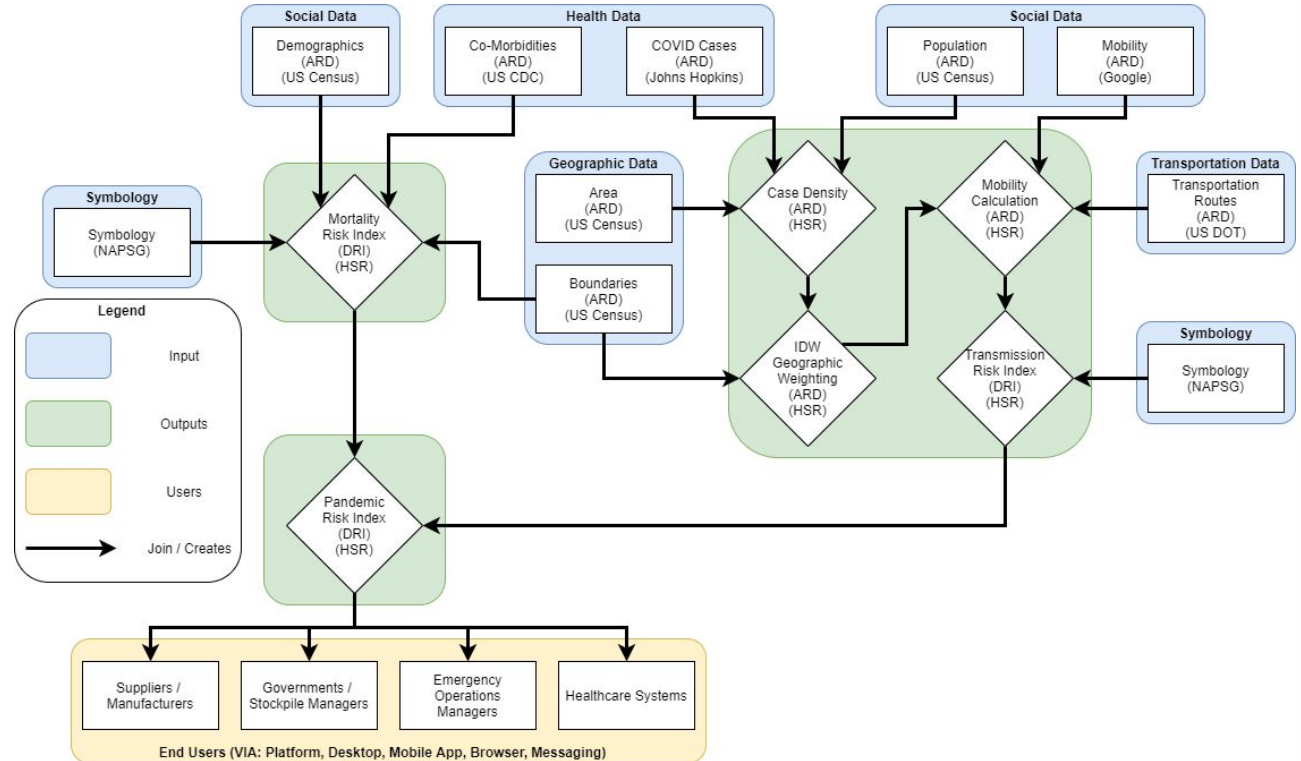 Social Data
Demographics
(ARD)
(US Census)
Health Data
Co-Morbidities
(ARD)
(US CDC)
COVID Cases
(ARD)
(Johns Hopkins)
Social Data
Population
(ARD)
(US Census)
Mobility
(ARD)
(Google)
Symbology
Symbology
(NAPSG)
Mortality
Risk Index
(DRI)
(HSR)
Geographic Data
Area
(ARD)
(US Census)
Boundaries
(ARD)
(US Census)
Case Density
(ARD)
(HSR)
Mobility
Calculation
(ARD)
(HSR)
Transportation Data
Transportation
Routes
(ARD)
(US DOT)
IDW
Geographic
Weighting
(ARD)
(HSR)
Transmission
Risk Index
(DRI)
(HSR)
Symbology
Symbology
(NAPSG)
Legend
Input
Outputs
Users
Join / Creates
Pandemic
Risk Index
(DRI)
(HSR)
Suppliers /
Manufacturers
Governments /
Stockpile Managers
Emergency
Operations
Managers
Healthcare Systems
End Users (VIA: Platform, Desktop, Mobile App, Browser, Messaging)